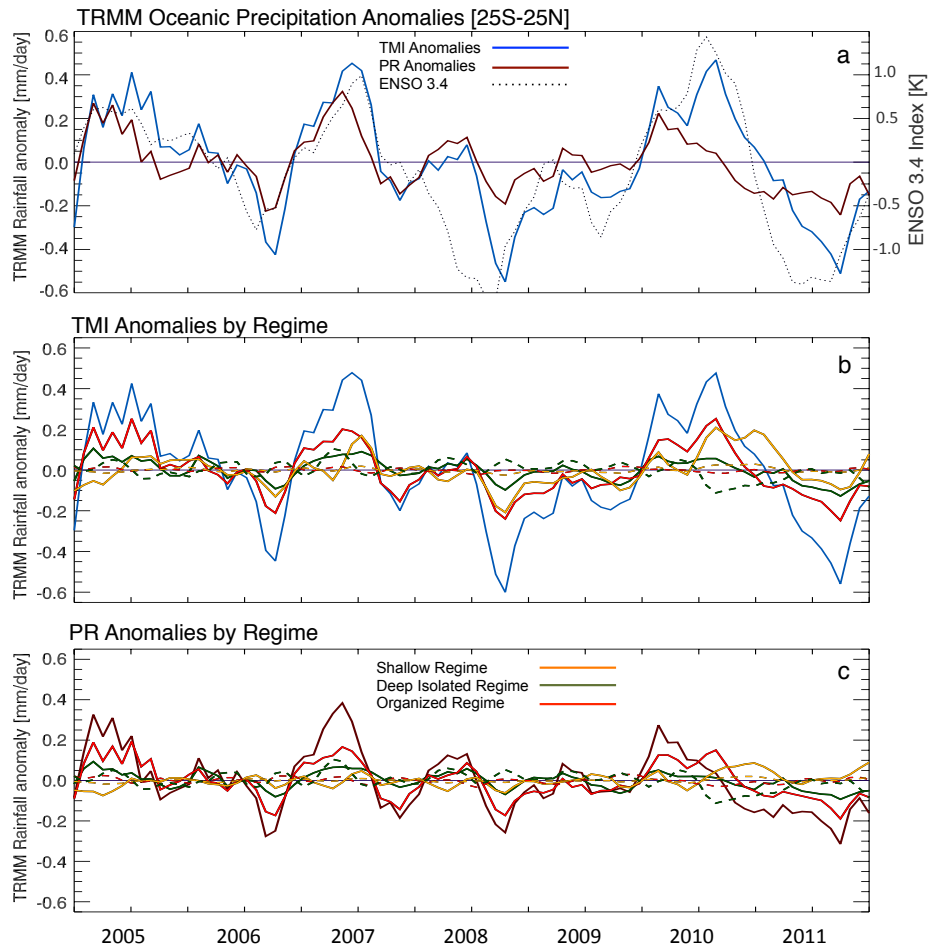 TRMM Oceanic Precipitation Anomalies [25S-25N]
0.6
0.4
0.2
0.0
-0.2
-0.4
-0.6
TRMM Rainfall anomaly [mm/day]
TMI Anomalies
PR Anomalies
ENSO 3.4
a
1.0
0.5
0.0
-0.5
-1.0
ENSO 3.4 Index [K]
TMI Anomalies by Regime
0.6
0.4
0.2
0.0
-0.2
-0.4
-0.6
TRMM Rainfall anomaly [mm/day]
b
PR Anomalies by Regime
0.6
0.4
0.2
0.0
-0.2
-0.4
-0.6
TRMM Rainfall anomaly [mm/day]
Shallow Regime
Deep Isolated Regime
Organized Regime
c
2005 2006 2007 2008 2009 2010 2011